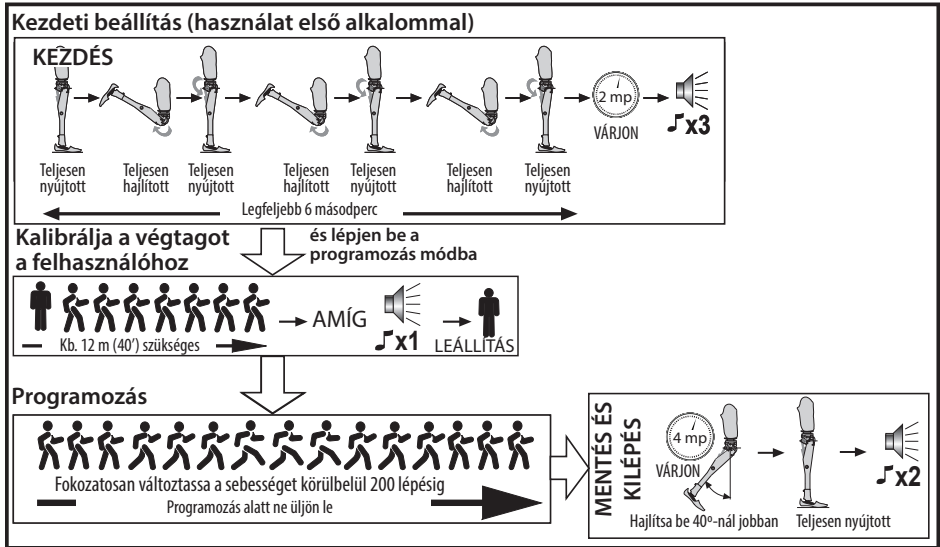 Kezdeti beállítás (használat első alkalommal)
KEZDÉS
2 mp
VÁRJON
x3
Teljesen nyújtott
Teljesen hajlított
Teljesen nyújtott
Teljesen hajlított
Teljesen nyújtott
Teljesen hajlított
Teljesen nyújtott
Legfeljebb 6 másodperc
Kalibrálja a végtagot
a felhasználóhoz
és lépjen be a
programozás módba
AMÍG
x1
LEÁLLÍTÁS
Kb. 12 m (40’) szükséges
Programozás
Fokozatosan változtassa a sebességet körülbelül 200 lépésig
Programozás alatt ne üljön le
MENTÉS ÉS
KILÉPÉS
4 mp
VÁRJON
x2
Hajlítsa be 40º-nál jobban
Teljesen nyújtott